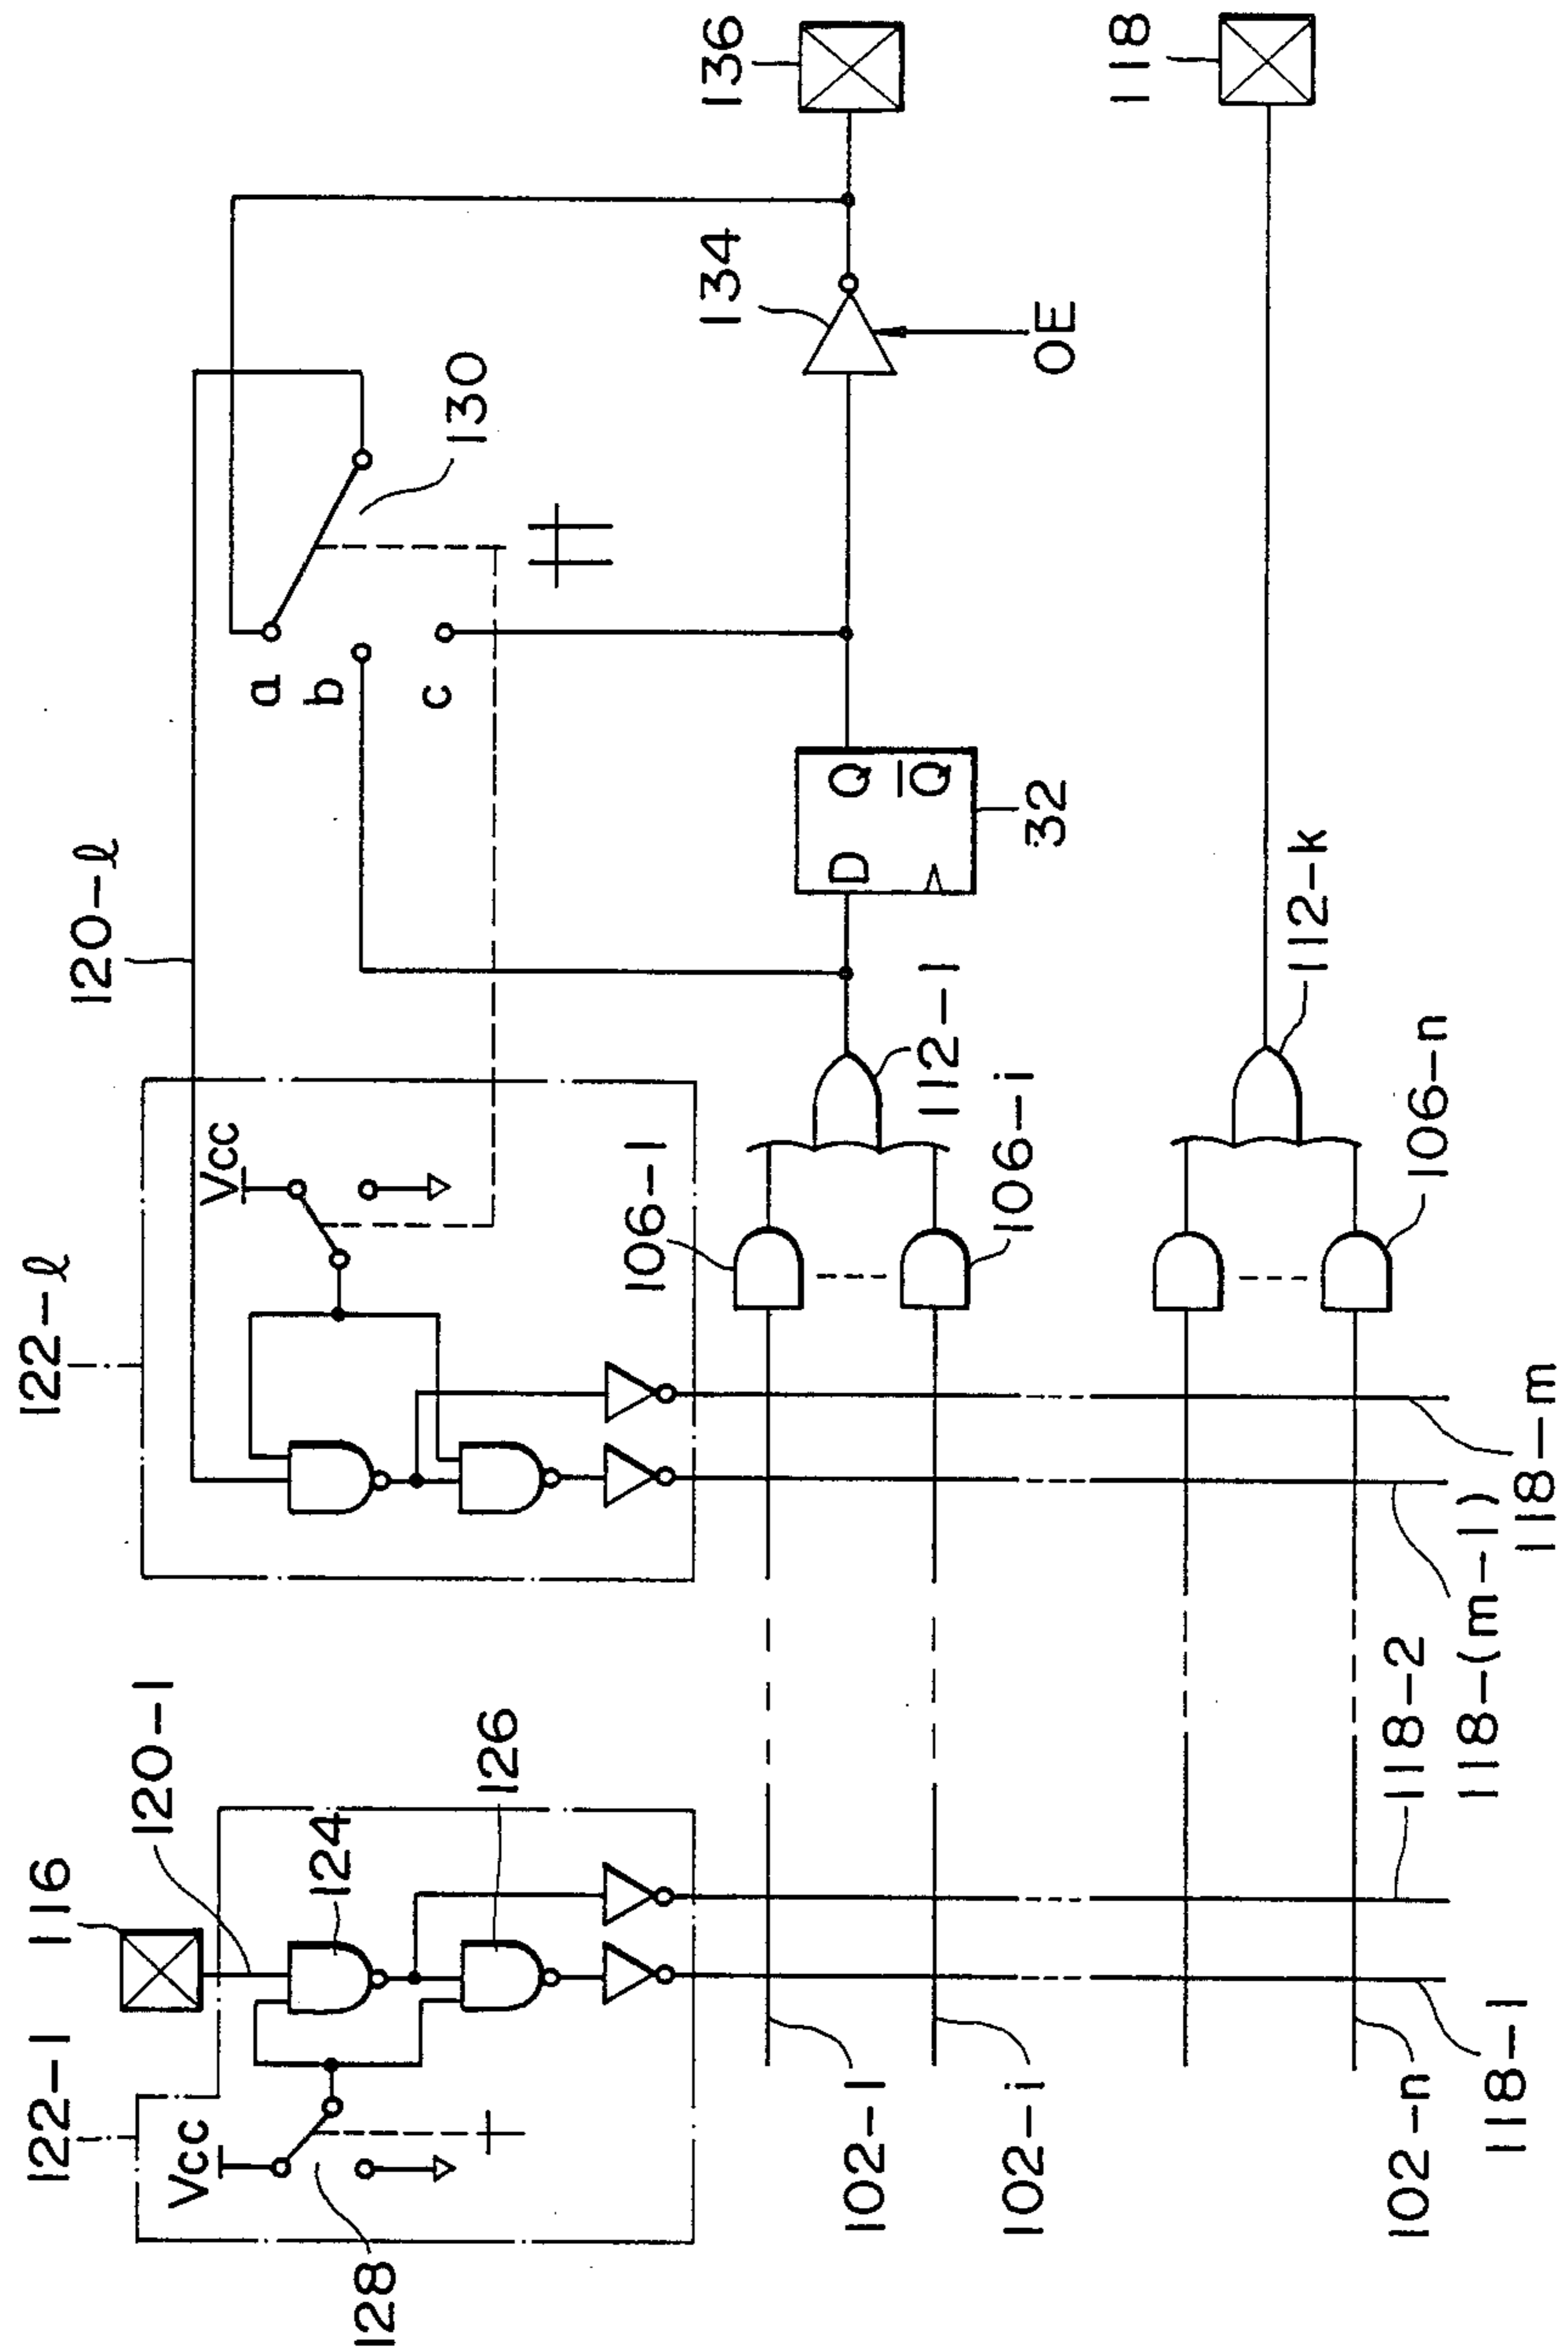 122-1
116
120-1
122-ℓ
120-ℓ
Vcc
128
124
126
Vcc
a
b
c
130
136
134
OE
106-1
106-i
112-1
D
Q
Q̅
32
118
112-k
106-n
102-1
102-i
102-n
118-1
118-2
118-(m-1)
118-m